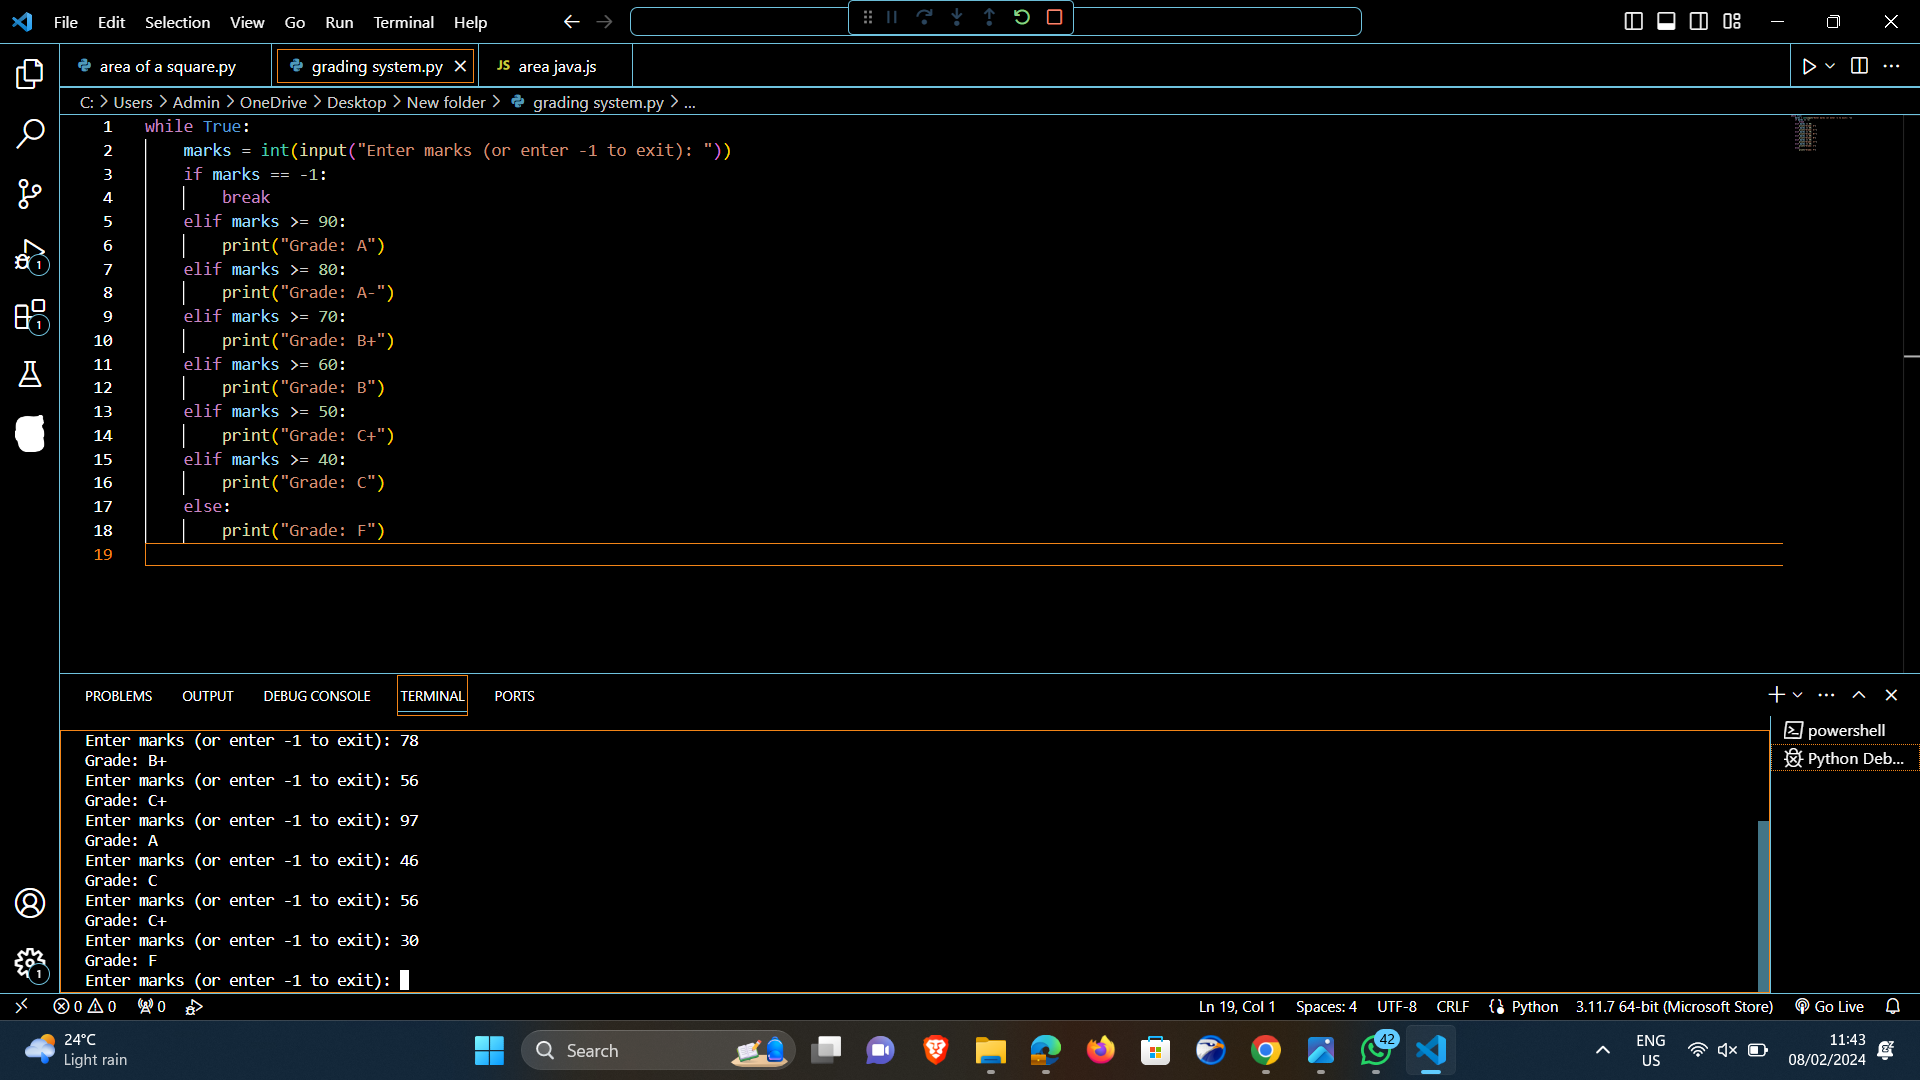 File Edit Selection View Go Run Terminal Help
area of a square.py grading system.py JS area java.js
C: > Users > Admin > OneDrive > Desktop > New folder > grading system.py > ...
1 while True:
2     marks = int(input("Enter marks (or enter -1 to exit): "))
3     if marks == -1:
4         break
5     elif marks >= 90:
6         print("Grade: A")
7     elif marks >= 80:
8         print("Grade: A-")
9     elif marks >= 70:
10         print("Grade: B+")
11     elif marks >= 60:
12         print("Grade: B")
13     elif marks >= 50:
14         print("Grade: C+")
15     elif marks >= 40:
16         print("Grade: C")
17     else:
18         print("Grade: F")
19
1
1
1
PROBLEMS OUTPUT DEBUG CONSOLE TERMINAL PORTS
powershell
Python Deb...
Enter marks (or enter -1 to exit): 78
Grade: B+
Enter marks (or enter -1 to exit): 56
Grade: C+
Enter marks (or enter -1 to exit): 97
Grade: A
Enter marks (or enter -1 to exit): 46
Grade: C
Enter marks (or enter -1 to exit): 56
Grade: C+
Enter marks (or enter -1 to exit): 30
Grade: F
Enter marks (or enter -1 to exit):
0 0 0 Ln 19, Col 1 Spaces: 4 UTF-8 CRLF Python 3.11.7 64-bit (Microsoft Store) Go Live
24°C
Light rain
Search
42
ENG
US
11:43
08/02/2024